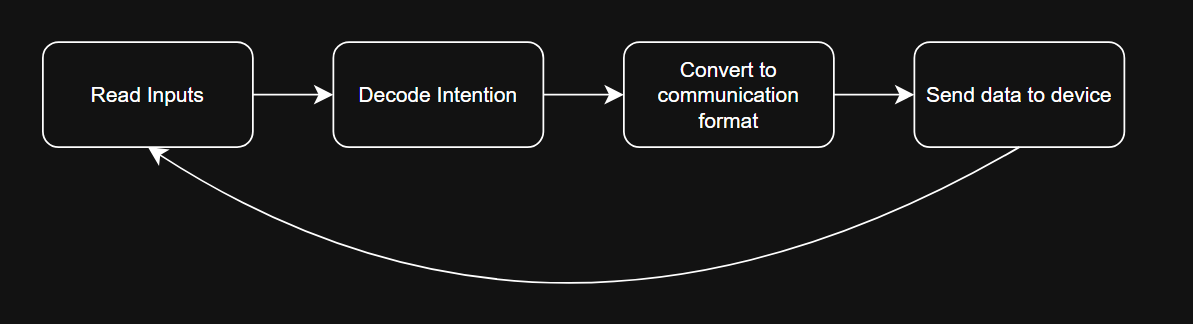 Read Inputs
Decode Intention
Convert to
communication
format
Send data to device